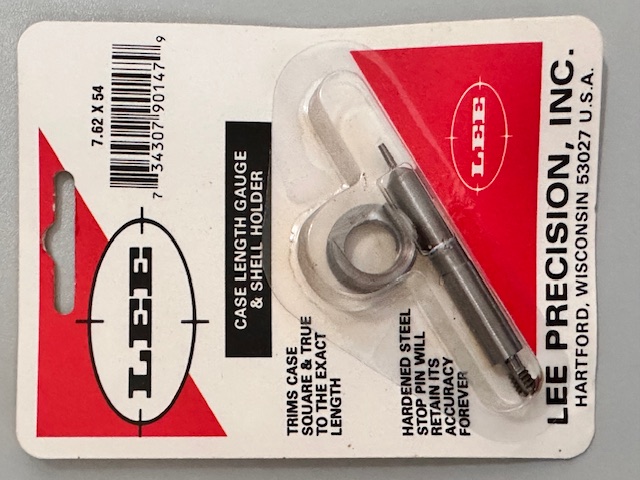 7.62 X 54
7 34307 90147 9
LEE
CASE LENGTH GAUGE
& SHELL HOLDER
TRIMS CASE
SQUARE & TRUE
TO THE EXACT
LENGTH
HARDENED STEEL
STOP PIN WILL
RETAIN ITS
ACCURACY
FOREVER
LEE
LEE PRECISION, INC.
HARTFORD, WISCONSIN 53027 U.S.A.